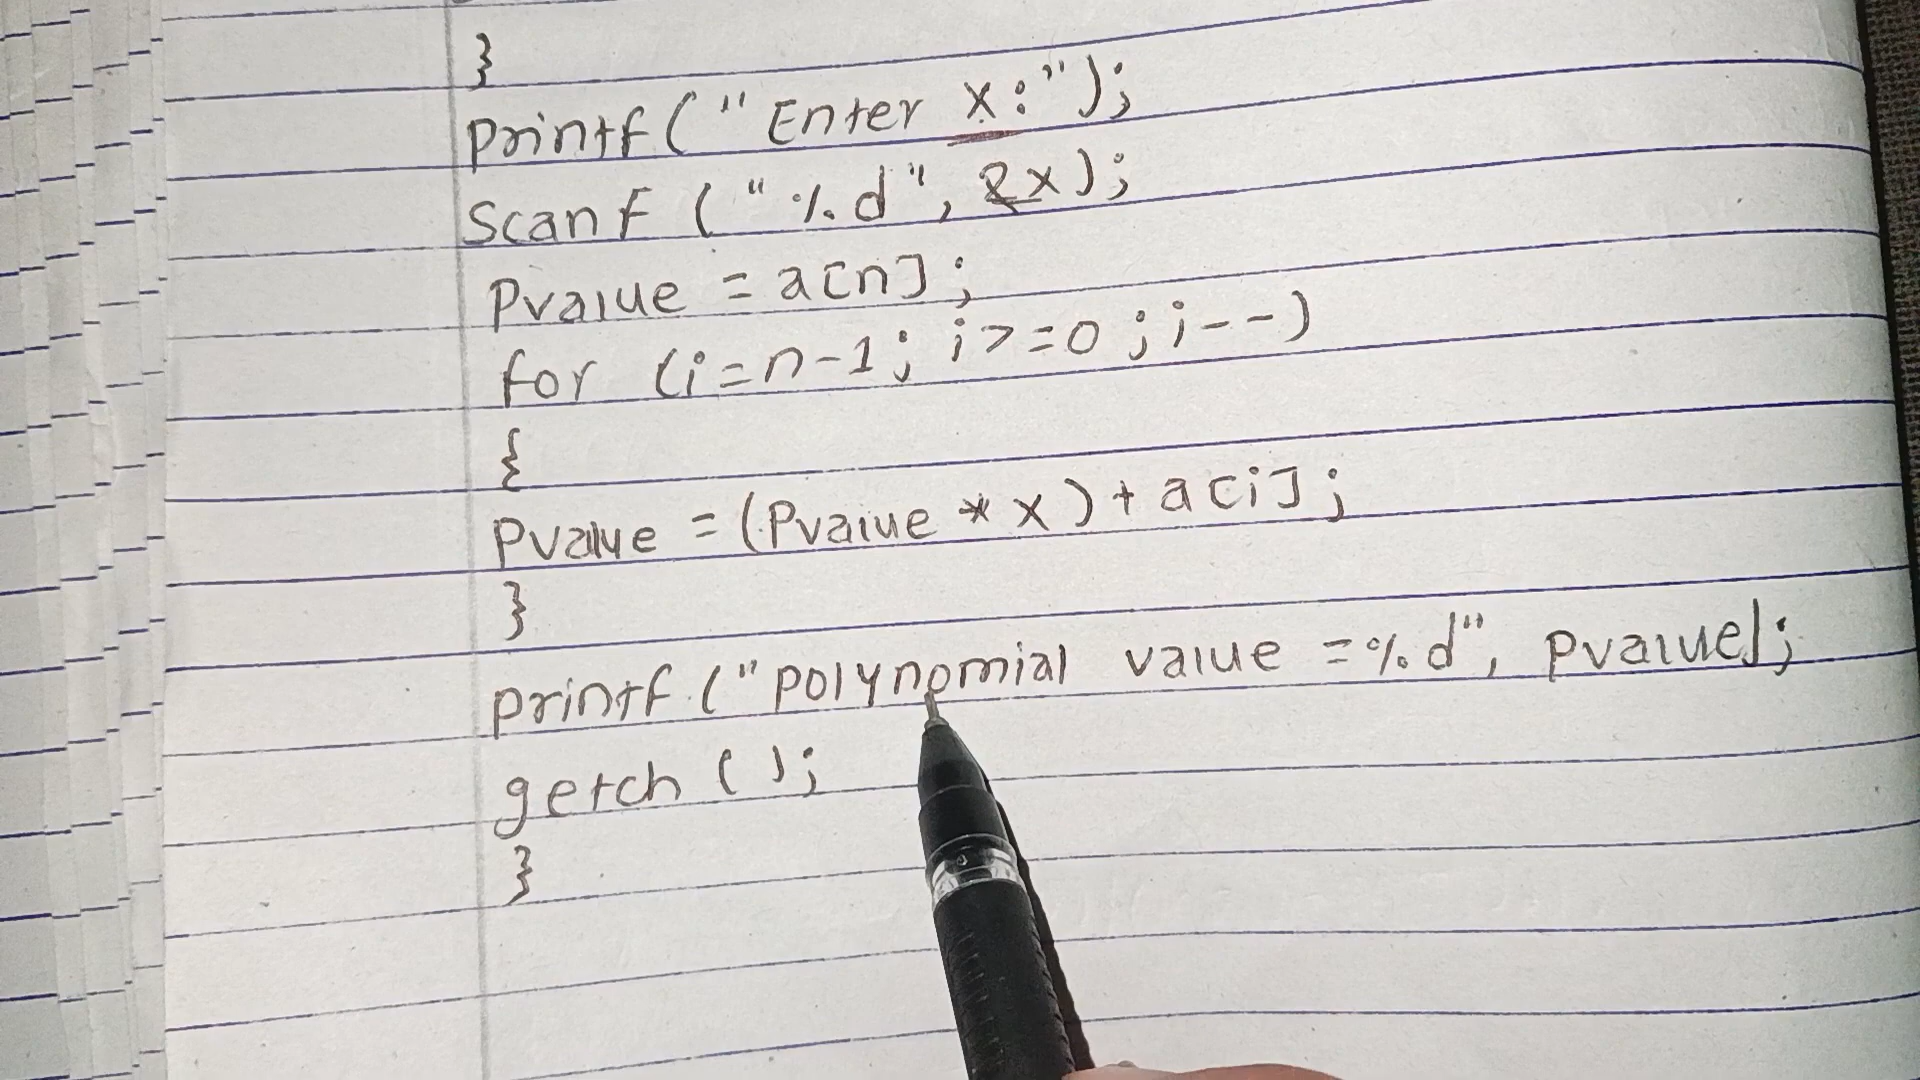 }
printf("Enter x:");
scanf ("%d", &x);
Pvalue = a[n];
for (i=n-1; i>=0; i--)
{
Pvalue = (Pvalue * x) + a[i];
}
printf ("polynomial value =%d", pvalue);
getch ();
}